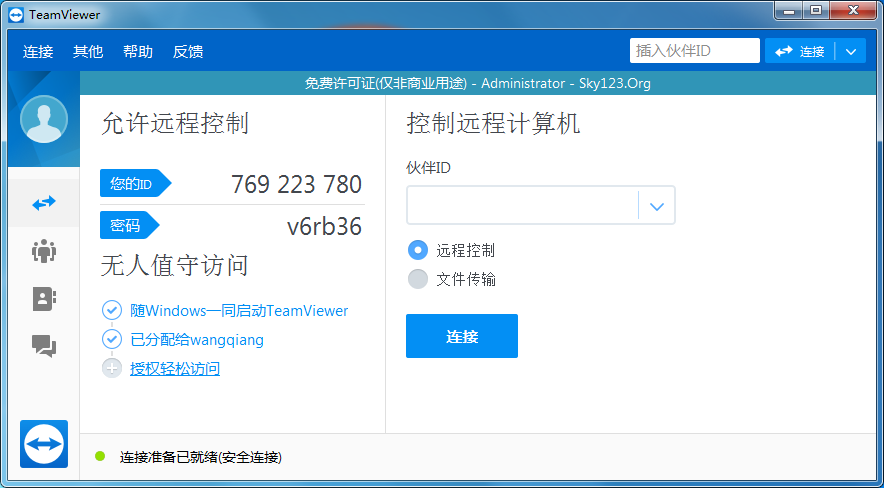 TeamViewer
连接 其他 帮助 反馈 插入伙伴ID 连接
免费许可证(仅非商业用途) - Administrator - Sky123.Org
允许远程控制
您的ID 769 223 780
密码 v6rb36
无人值守访问
随Windows一同启动TeamViewer
已分配给wangqiang
授权轻松访问
控制远程计算机
伙伴ID
远程控制
文件传输
连接
连接准备已就绪(安全连接)